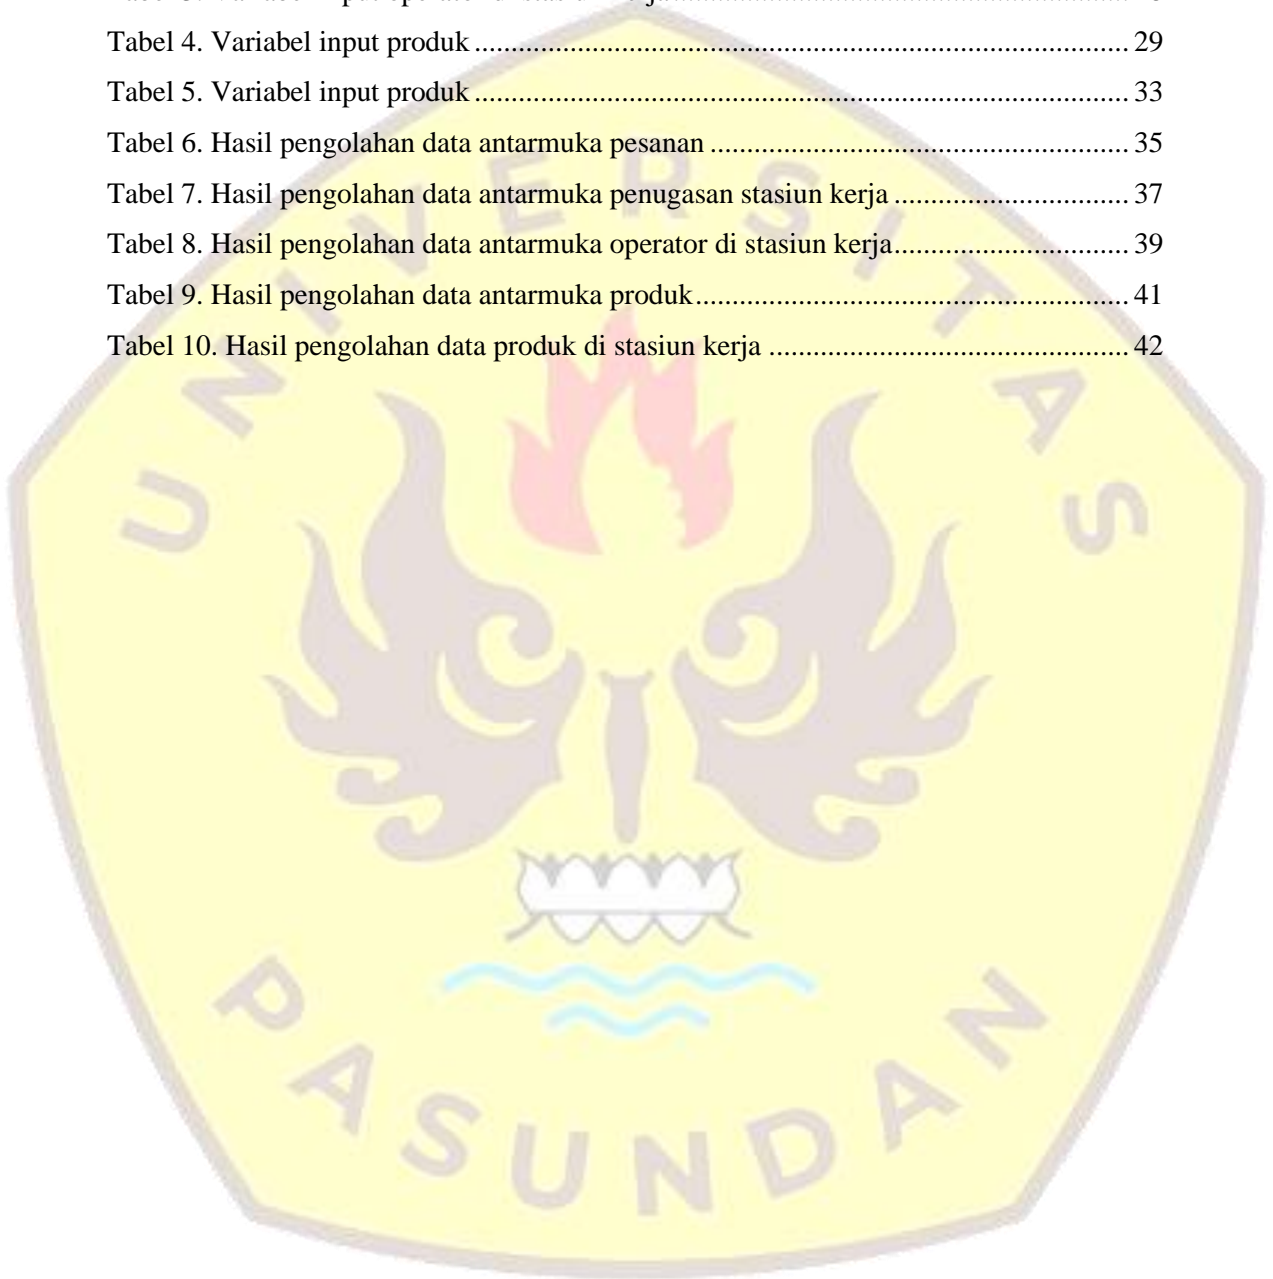 Tabel 4. Variabel input produk ........................................................................................ 29
Tabel 5. Variabel input produk ........................................................................................ 33
Tabel 6. Hasil pengolahan data antarmuka pesanan ........................................................ 35
Tabel 7. Hasil pengolahan data antarmuka penugasan stasiun kerja ............................... 37
Tabel 8. Hasil pengolahan data antarmuka operator di stasiun kerja ............................... 39
Tabel 9. Hasil pengolahan data antarmuka produk .......................................................... 41
Tabel 10. Hasil pengolahan data produk di stasiun kerja ................................................ 42
UNIVERSITAS
PASUNDAN